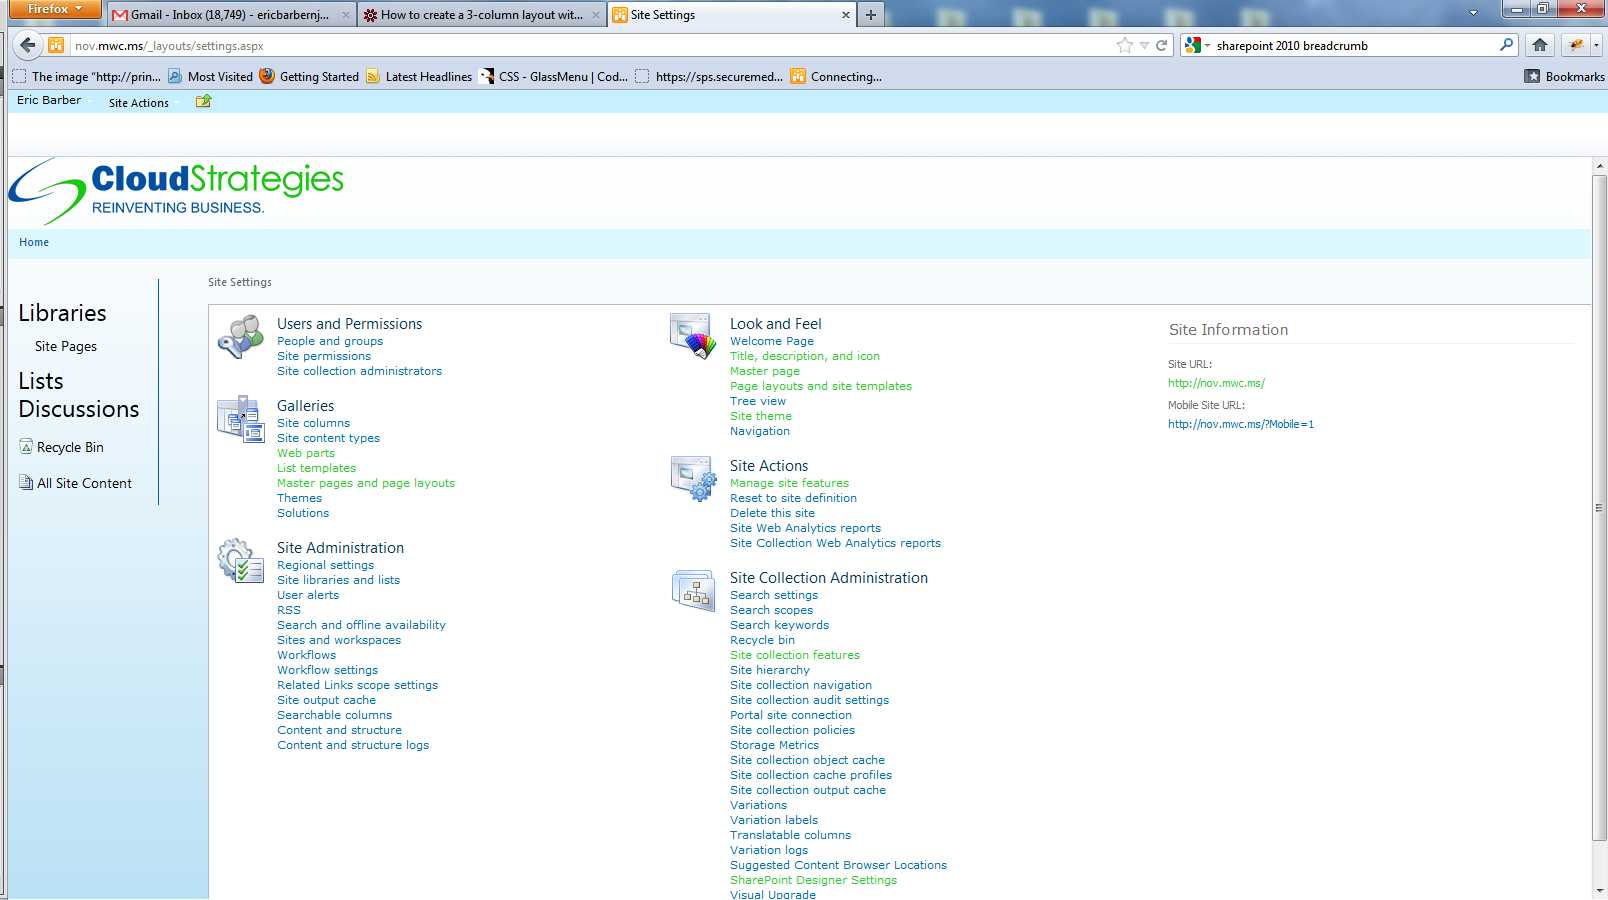 Firefox
Gmail - Inbox (18,749) - ericbarbernj...
How to create a 3-column layout wit...
Site Settings
nov.mwc.ms/_layouts/settings.aspx
sharepoint 2010 breadcrumb
The image "http://prin...
Most Visited
Getting Started
Latest Headlines
CSS - GlassMenu | Cod...
https://sps.securemed...
Connecting...
Bookmarks
Eric Barber
Site Actions
CloudStrategies
REINVENTING BUSINESS.
Home
Libraries
Site Pages
Lists
Discussions
Recycle Bin
All Site Content
Site Settings
Users and Permissions
People and groups
Site permissions
Site collection administrators
Galleries
Site columns
Site content types
Web parts
List templates
Master pages and page layouts
Themes
Solutions
Site Administration
Regional settings
Site libraries and lists
User alerts
RSS
Search and offline availability
Sites and workspaces
Workflows
Workflow settings
Related Links scope settings
Site output cache
Searchable columns
Content and structure
Content and structure logs
Look and Feel
Welcome Page
Title, description, and icon
Master page
Page layouts and site templates
Tree view
Site theme
Navigation
Site Actions
Manage site features
Reset to site definition
Delete this site
Site Web Analytics reports
Site Collection Web Analytics reports
Site Collection Administration
Search settings
Search scopes
Search keywords
Recycle bin
Site collection features
Site hierarchy
Site collection navigation
Site collection audit settings
Portal site connection
Site collection policies
Storage Metrics
Site collection object cache
Site collection cache profiles
Site collection output cache
Variations
Variation labels
Translatable columns
Variation logs
Suggested Content Browser Locations
SharePoint Designer Settings
Visual Upgrade
Site Information
Site URL:
http://nov.mwc.ms/
Mobile Site URL:
http://nov.mwc.ms/?Mobile=1